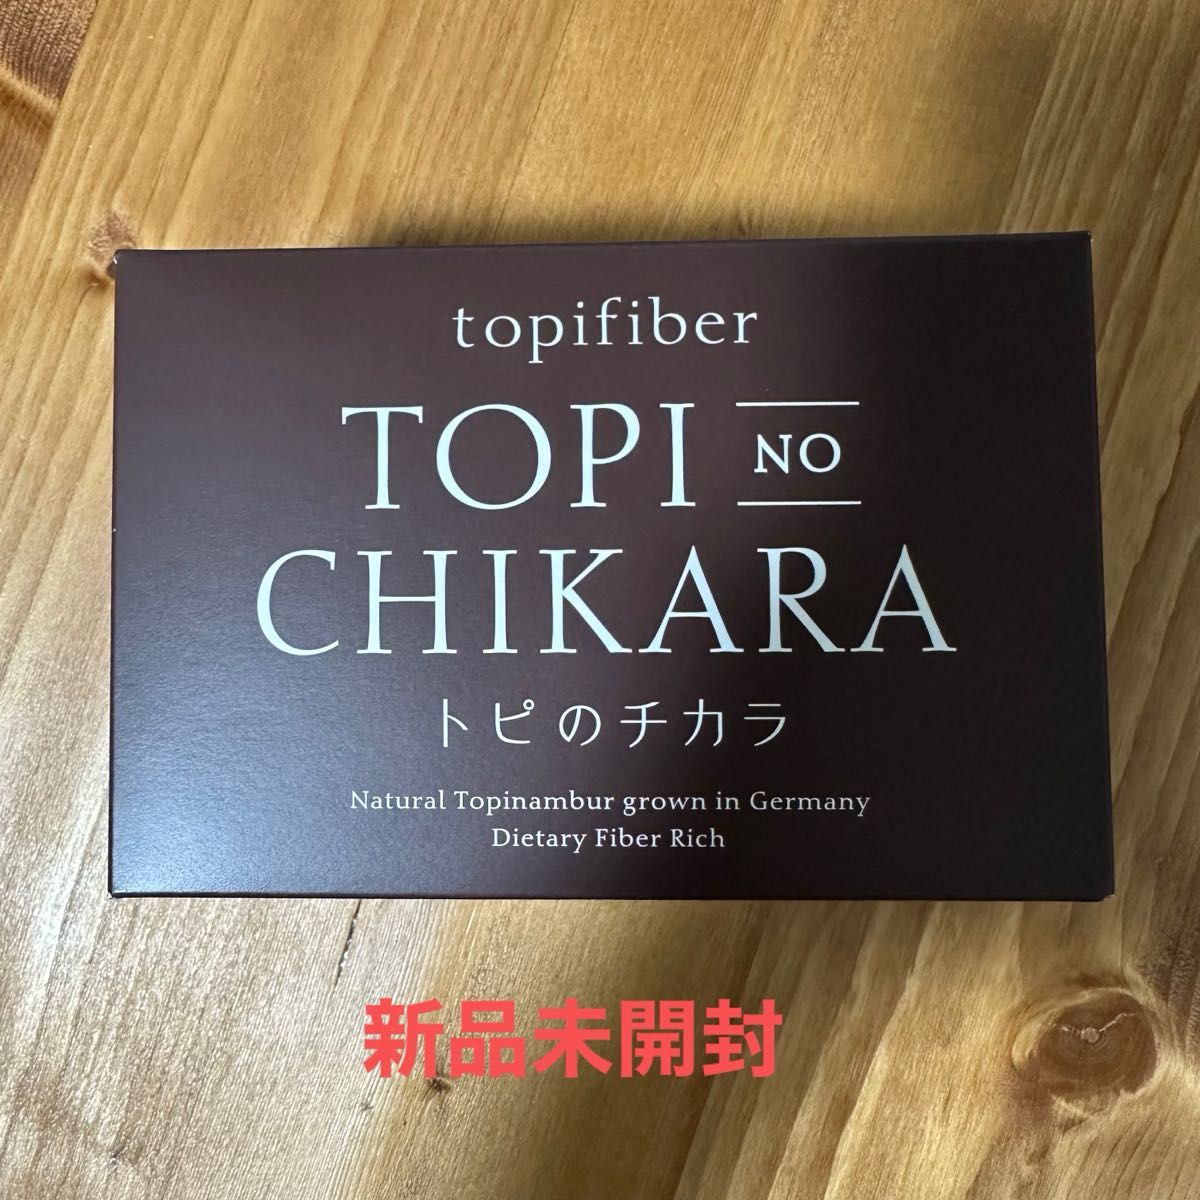 topifiber
TOPI NO
CHIKARA
トピのチカラ
Natural Topinambur grown in Germany
Dietary Fiber Rich
新品未開封